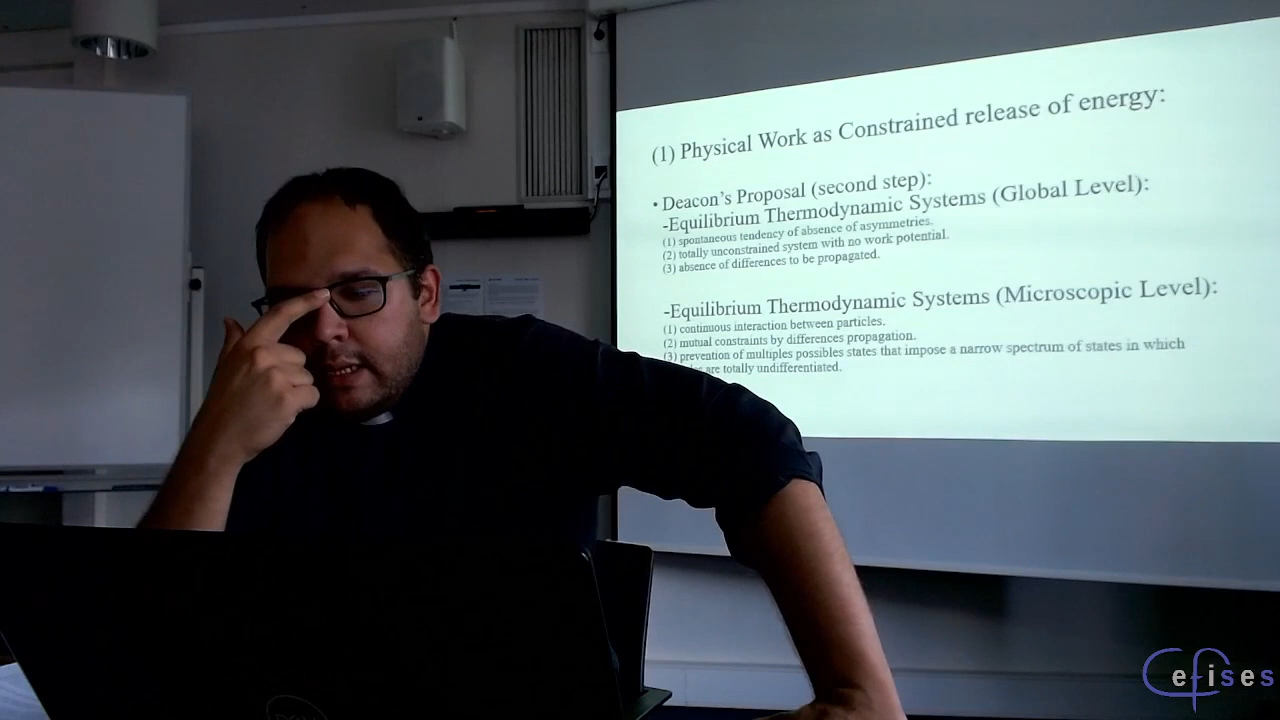 (1) Physical Work as Constrained release of energy:
• Deacon's Proposal (second step):
-Equilibrium Thermodynamic Systems (Global Level):
(1) spontaneous tendency of absence of asymmetries.
(2) totally unconstrained system with no work potential.
(3) absence of differences to be propagated.
-Equilibrium Thermodynamic Systems (Microscopic Level):
(1) continuous interaction between particles.
(2) mutual constraints by differences propagation.
(3) prevention of multiples possibles states that impose a narrow spectrum of states in which
are totally undifferentiated.
Cefises